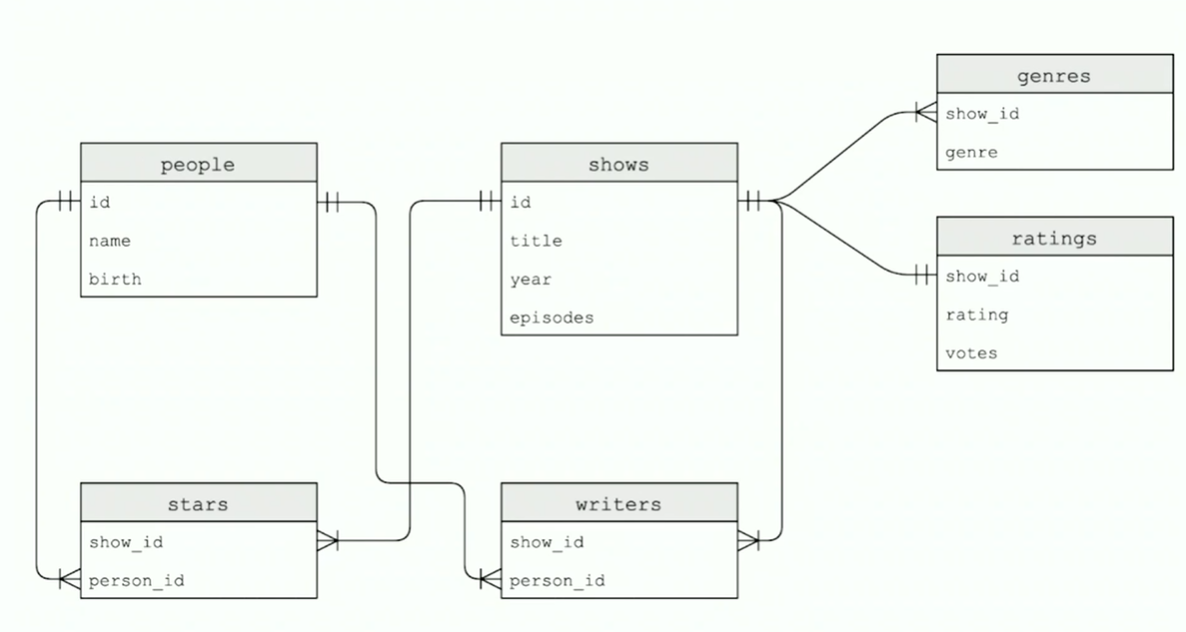 people
id
name
birth
shows
id
title
year
episodes
genres
show_id
genre
ratings
show_id
rating
votes
stars
show_id
person_id
writers
show_id
person_id